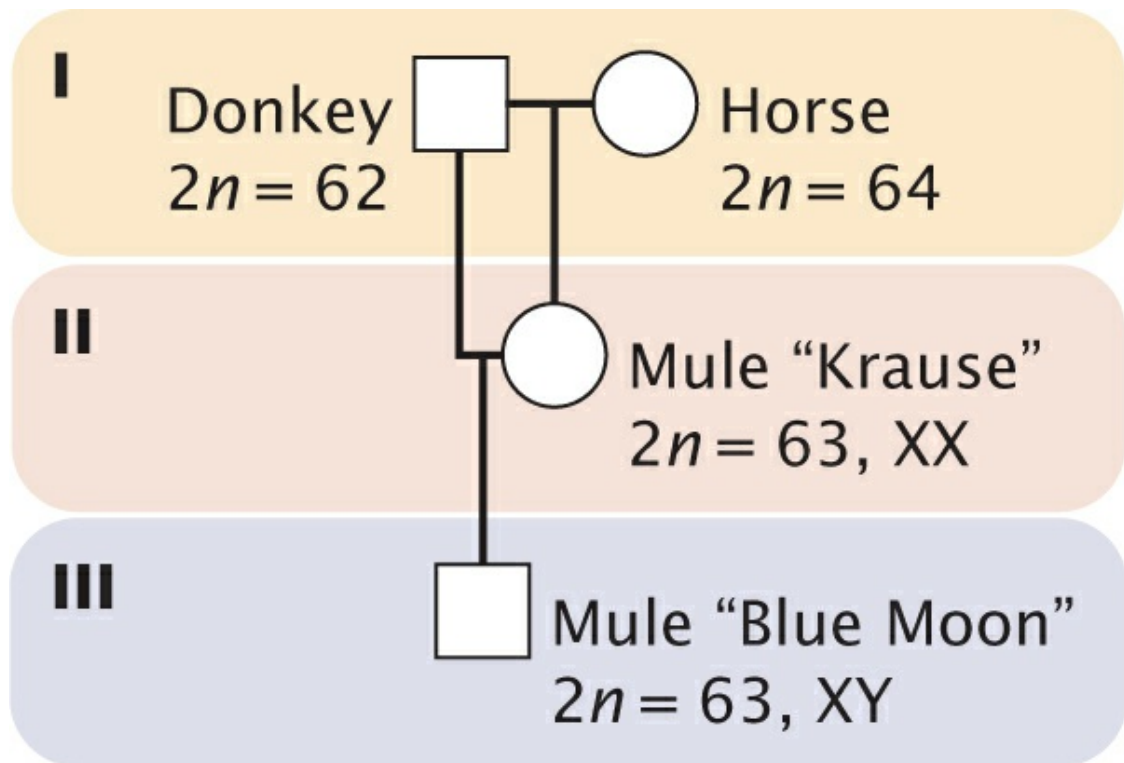 I
Donkey
2n = 62
Horse
2n = 64
II
Mule “Krause”
2n = 63, XX
III
Mule “Blue Moon”
2n = 63, XY